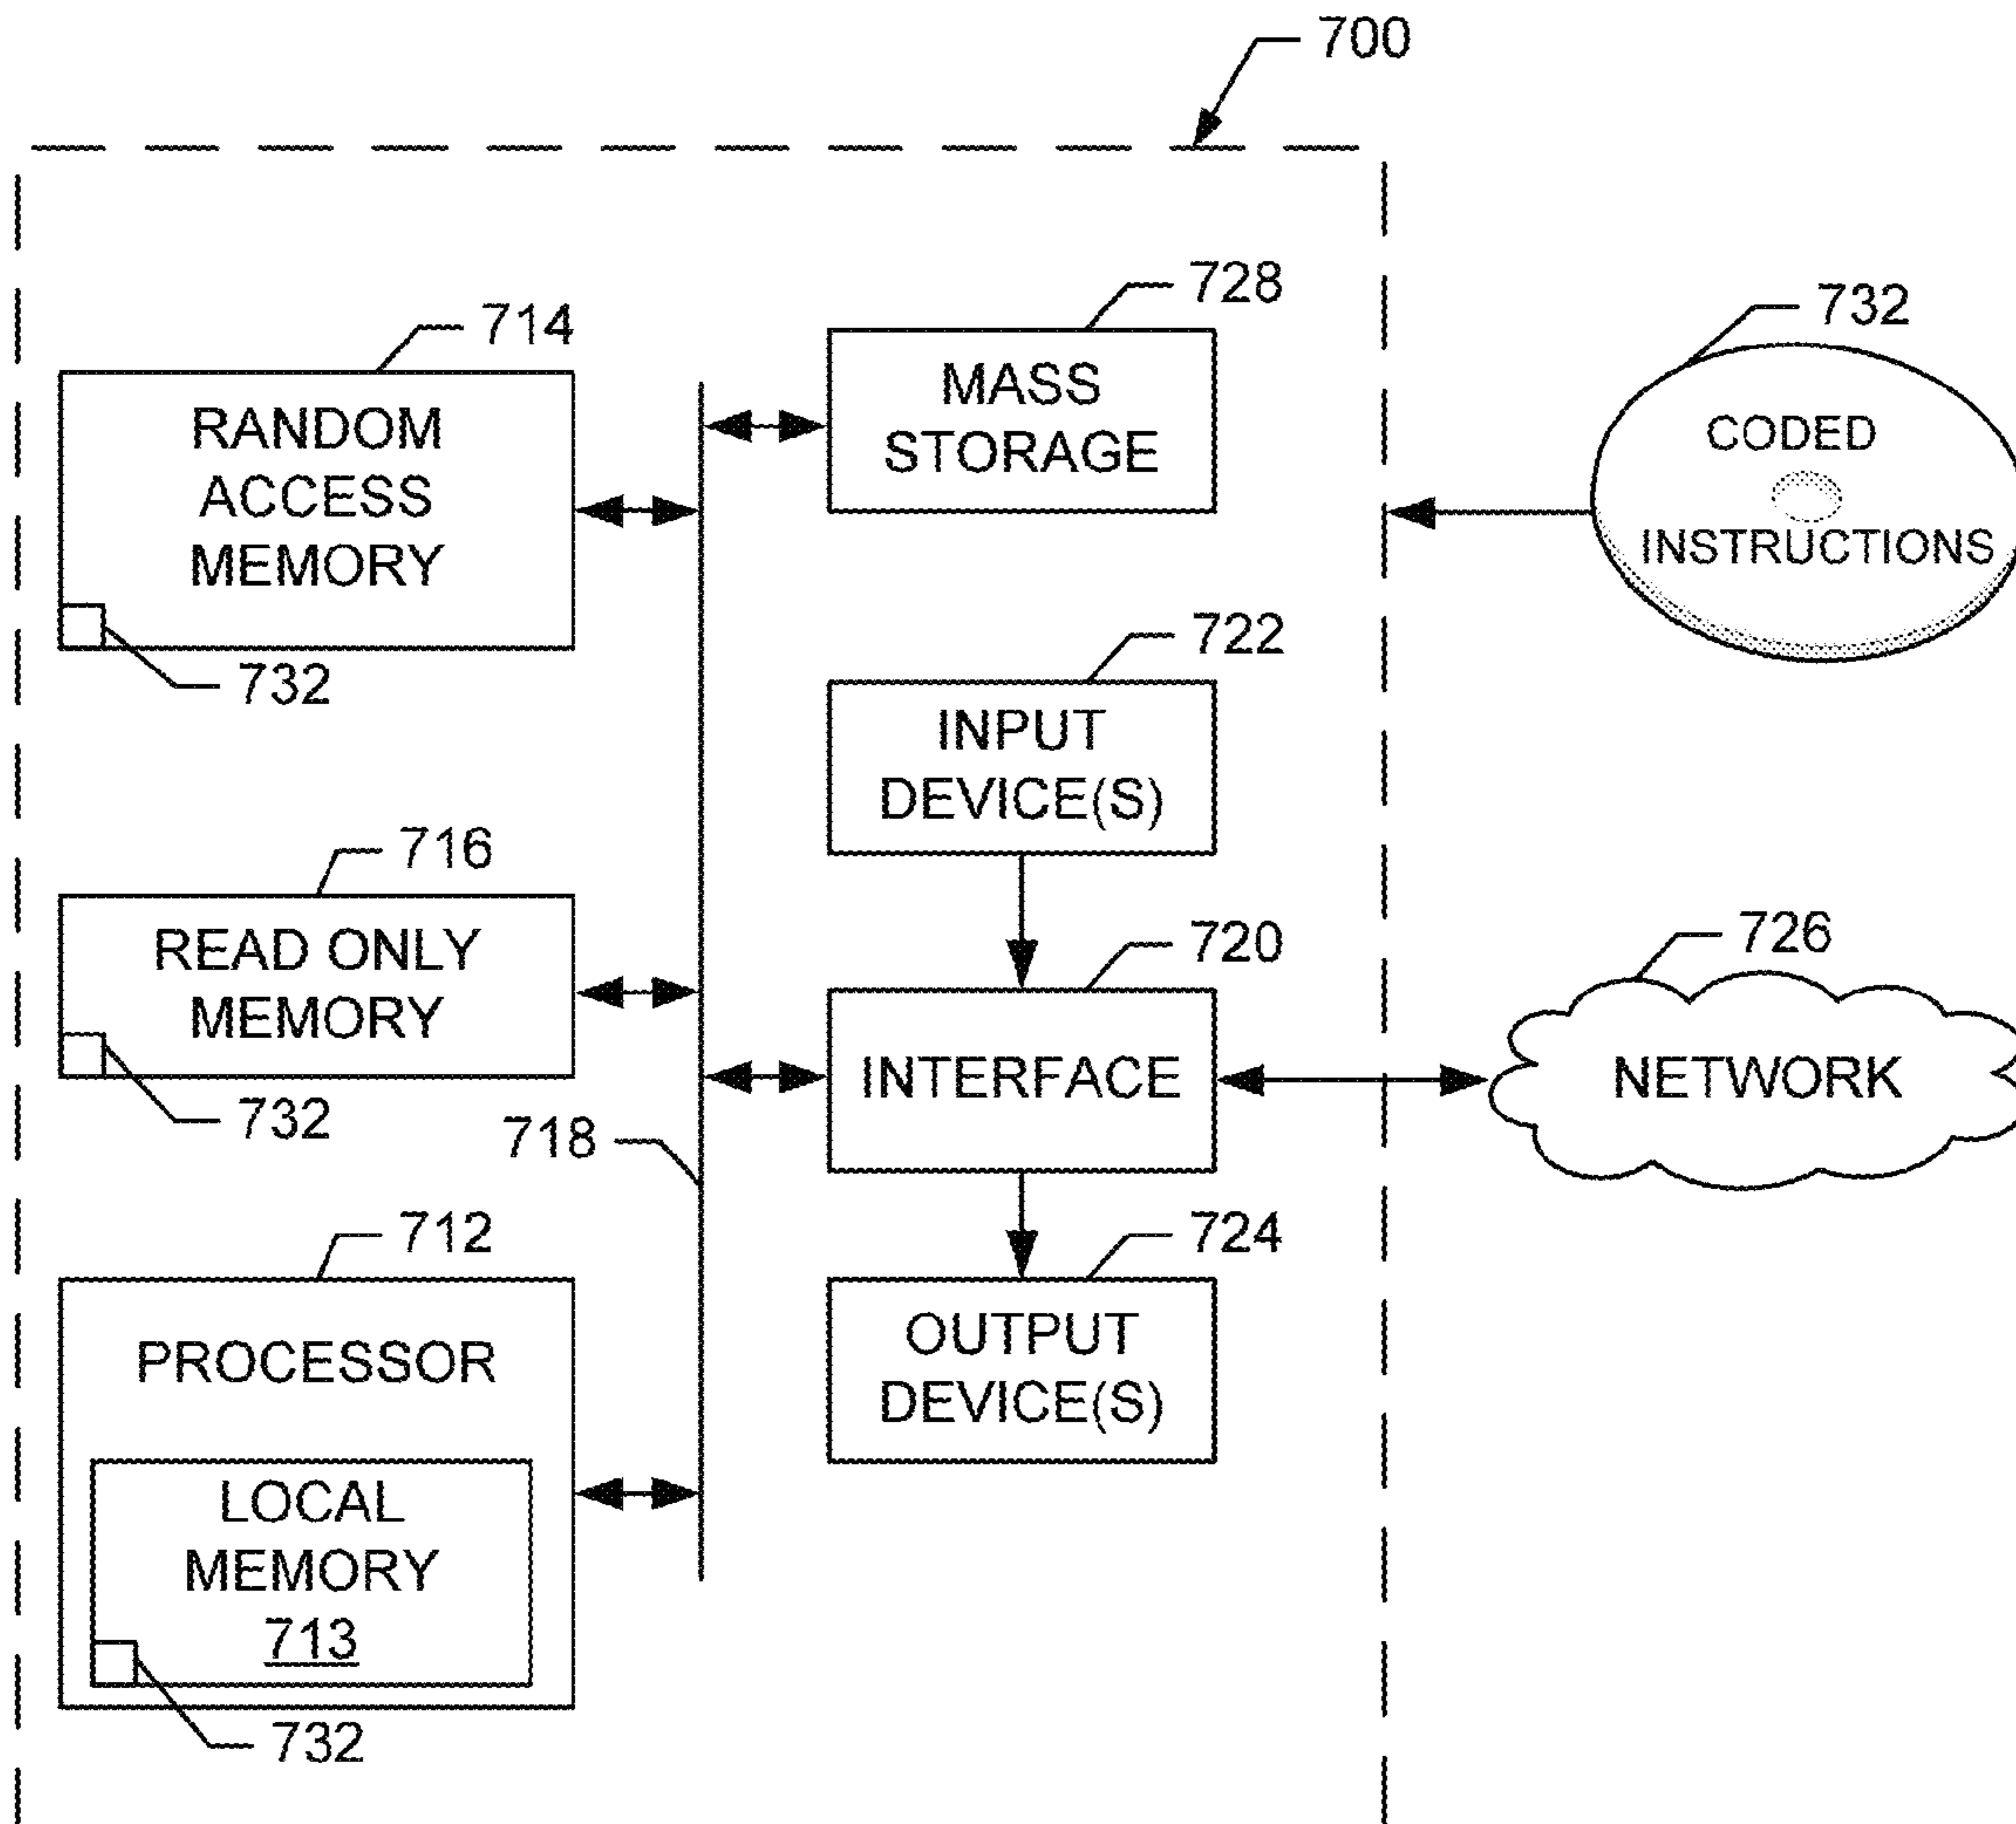 700
714
RANDOM
ACCESS
MEMORY
732
728
MASS
STORAGE
732
CODED
INSTRUCTIONS
722
INPUT
DEVICE(S)
716
READ ONLY
MEMORY
732
720
INTERFACE
726
NETWORK
718
712
PROCESSOR
LOCAL
MEMORY
713
732
724
OUTPUT
DEVICE(S)